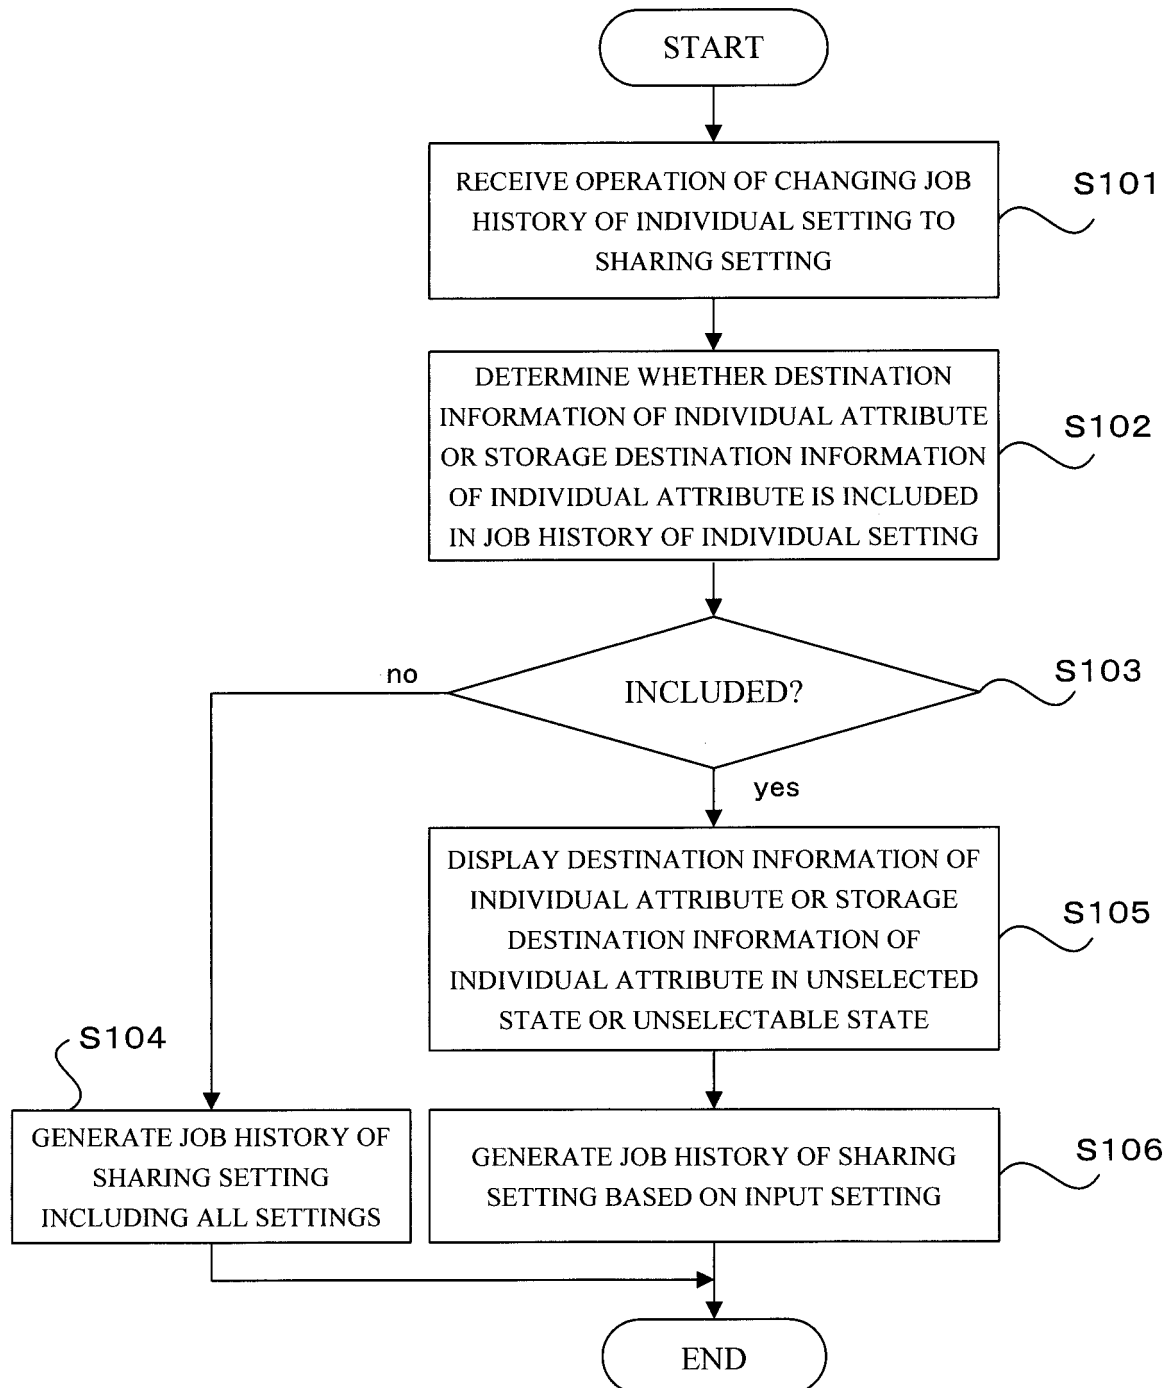 START
RECEIVE OPERATION OF CHANGING JOB
HISTORY OF INDIVIDUAL SETTING TO
SHARING SETTING
S101
DETERMINE WHETHER DESTINATION
INFORMATION OF INDIVIDUAL ATTRIBUTE
OR STORAGE DESTINATION INFORMATION
OF INDIVIDUAL ATTRIBUTE IS INCLUDED
IN JOB HISTORY OF INDIVIDUAL SETTING
S102
INCLUDED?
S103
no
yes
DISPLAY DESTINATION INFORMATION OF
INDIVIDUAL ATTRIBUTE OR STORAGE
DESTINATION INFORMATION OF
INDIVIDUAL ATTRIBUTE IN UNSELECTED
STATE OR UNSELECTABLE STATE
S105
S104
GENERATE JOB HISTORY OF
SHARING SETTING
INCLUDING ALL SETTINGS
GENERATE JOB HISTORY OF SHARING
SETTING BASED ON INPUT SETTING
S106
END